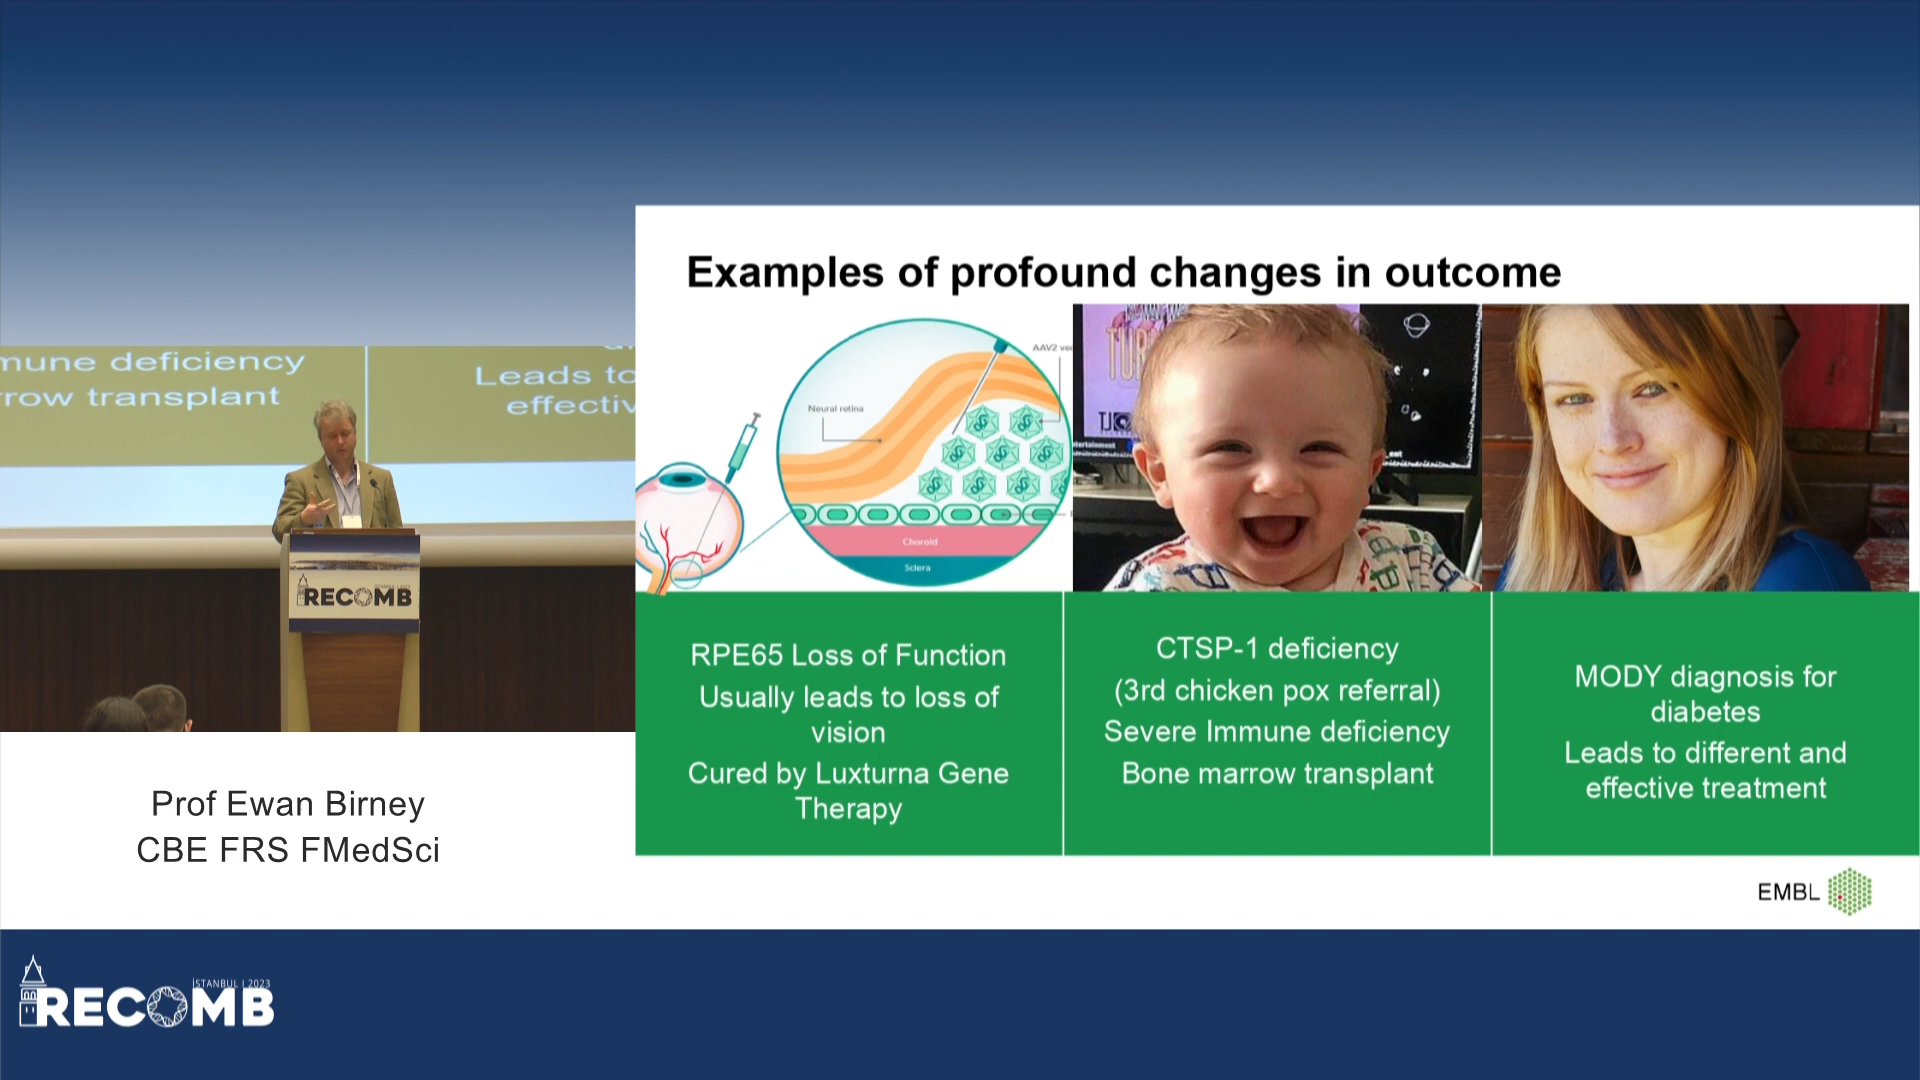 Examples of profound changes in outcome
AAV2
Neural retina
Choroid
Sclera
RPE65 Loss of Function
Usually leads to loss of
vision
Cured by Luxturna Gene
Therapy
CTSP-1 deficiency
(3rd chicken pox referral)
Severe Immune deficiency
Bone marrow transplant
MODY diagnosis for
diabetes
Leads to different and
effective treatment
EMBL
mune deficiency
row transplant
Leads to
effectiv
RECOMB
Prof Ewan Birney
CBE FRS FMedSci
İSTANBUL | 2023
RECOMB